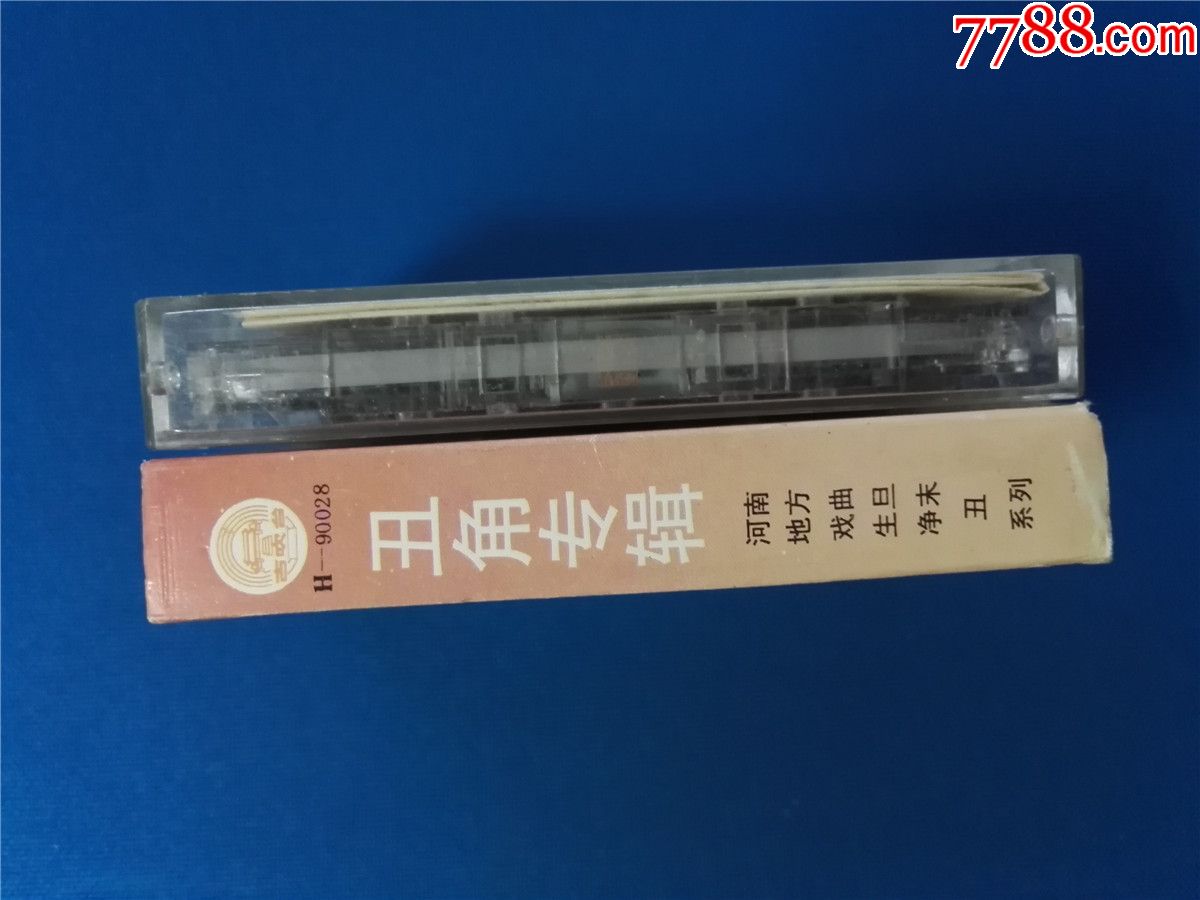 7788.com
H--90028
丑角专辑
河南
地方
戏曲
生旦
净末
丑
系列